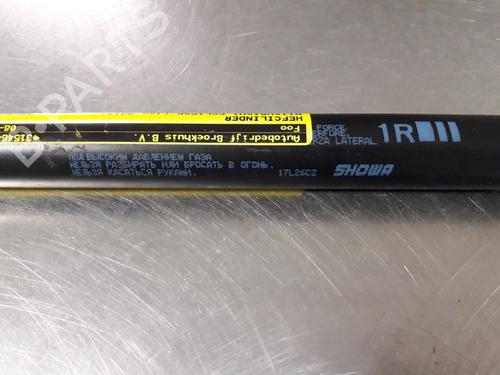 B-PARTS
HEFCILINDER
Foo
Autobedrijf Broekhuis B.V.
FORCE
1R
ПОД ВЫСОКИМ ДАВЛЕНИЕМ ГАЗА
НЕЛЬЗЯ РАЗБИРАТЬ ИЛИ БРОСАТЬ В ОГОНЬ.
НЕЛЬЗЯ КАСАТЬСЯ РУКАМИ.
LATERAL
17L26C2
SHOWA